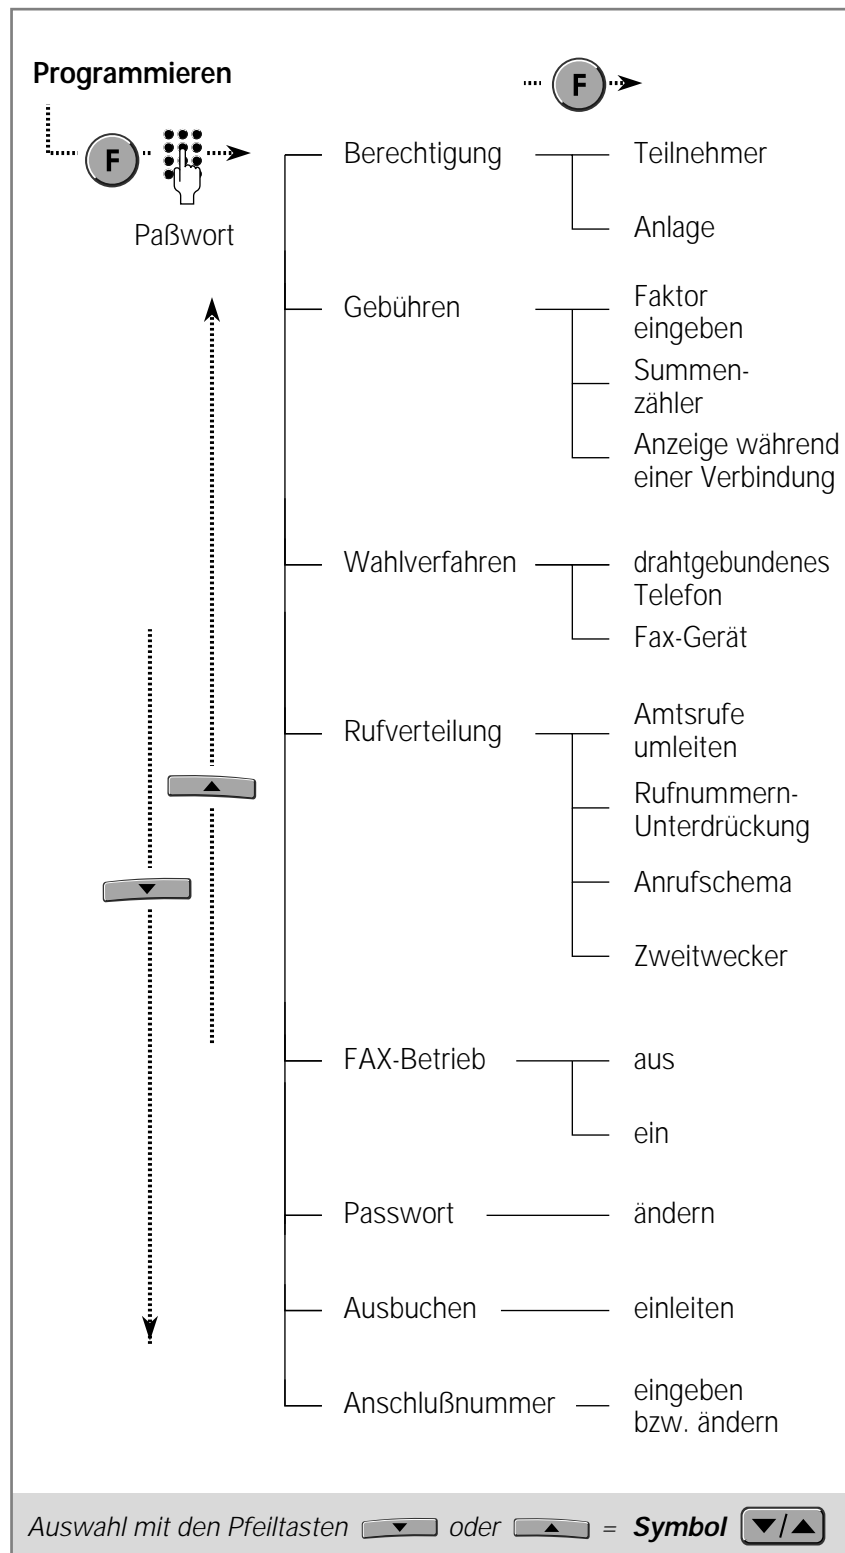 Programmieren
F
F
Paßwort
Berechtigung
Teilnehmer
Anlage
Gebühren
Faktor
eingeben
Summen-
zähler
Anzeige während
einer Verbindung
Wahlverfahren
drahtgebundenes
Telefon
Fax-Gerät
Rufverteilung
Amtsrufe
umleiten
Rufnummern-
Unterdrückung
Anrufschema
Zweitwecker
FAX-Betrieb
aus
ein
Passwort
ändern
Ausbuchen
einleiten
Anschlußnummer
eingeben
bzw. ändern
Auswahl mit den Pfeiltasten ▼ oder ▲ = Symbol ▼/▲